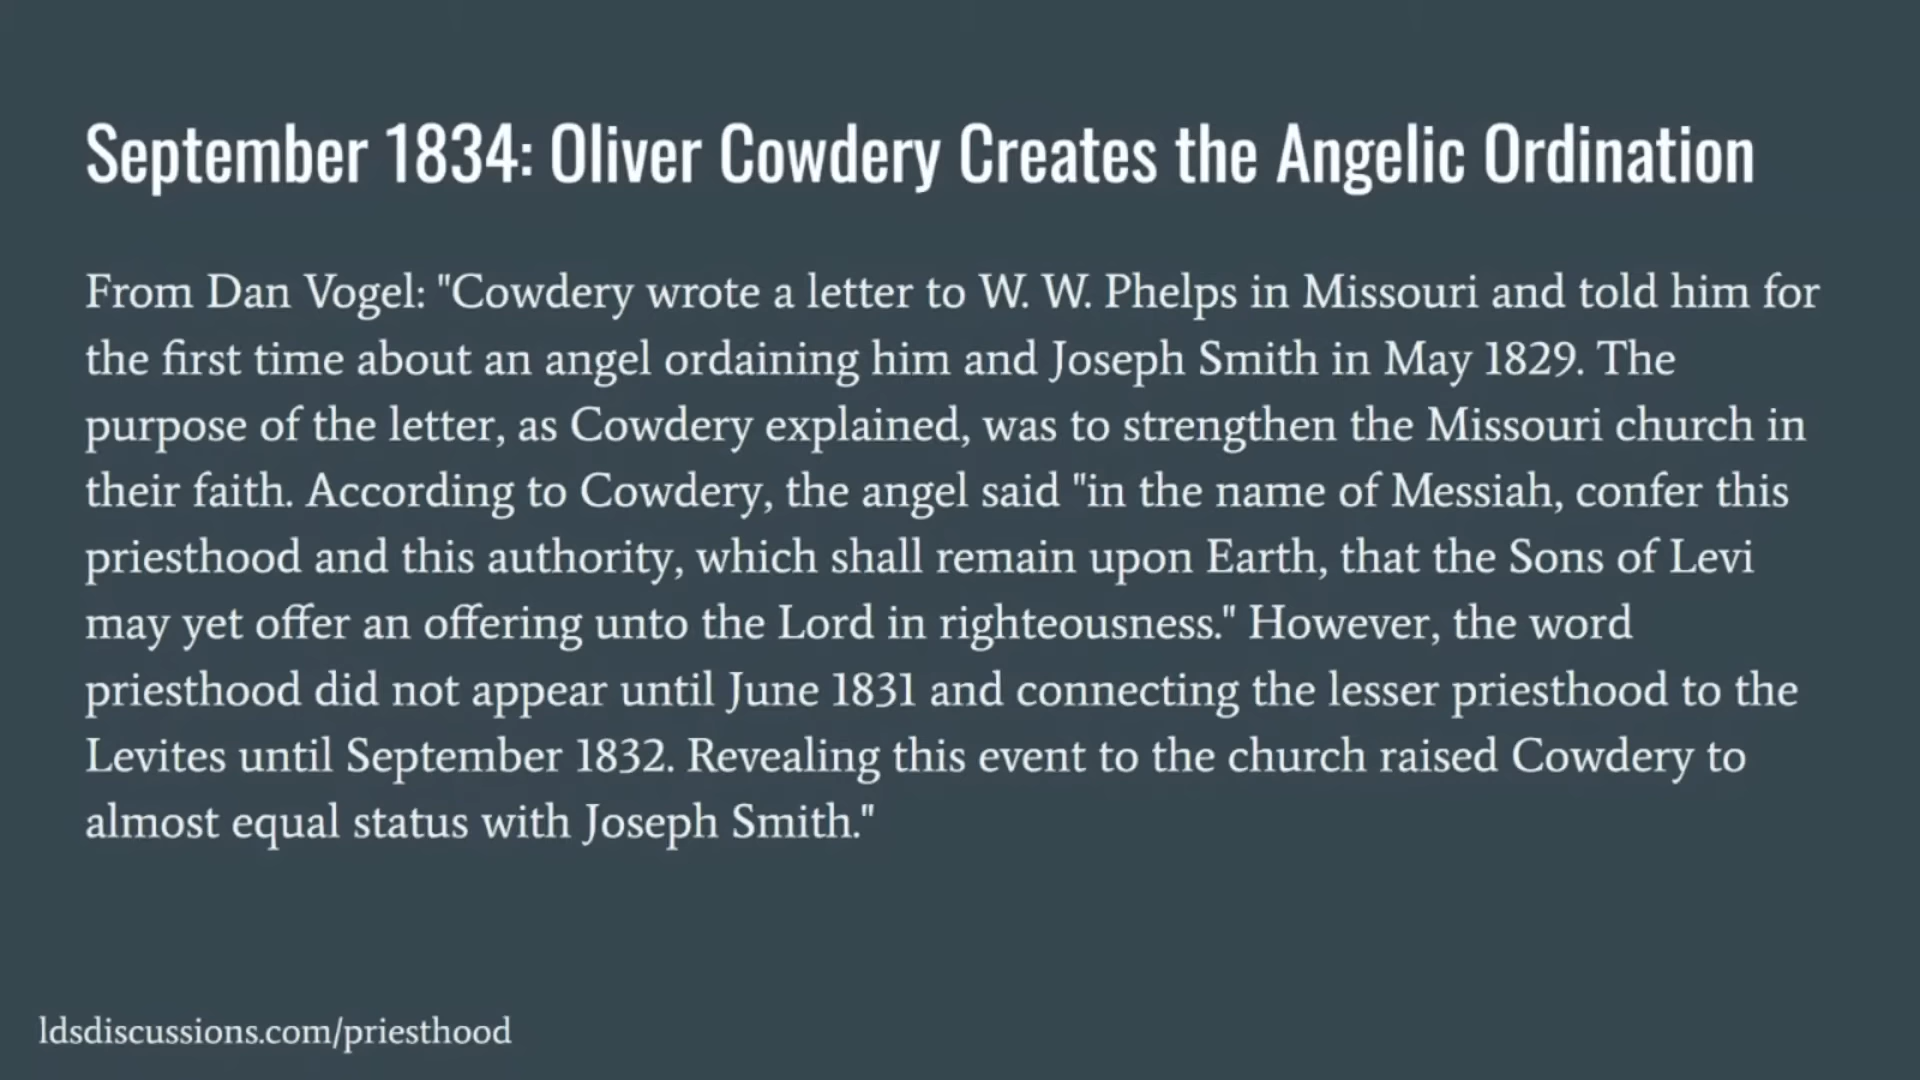 September 1834: Oliver Cowdery Creates the Angelic Ordination
From Dan Vogel: "Cowdery wrote a letter to W. W. Phelps in Missouri and told him for
the first time about an angel ordaining him and Joseph Smith in May 1829. The
purpose of the letter, as Cowdery explained, was to strengthen the Missouri church in
their faith. According to Cowdery, the angel said "in the name of Messiah, confer this
priesthood and this authority, which shall remain upon Earth, that the Sons of Levi
may yet offer an offering unto the Lord in righteousness." However, the word
priesthood did not appear until June 1831 and connecting the lesser priesthood to the
Levites until September 1832. Revealing this event to the church raised Cowdery to
almost equal status with Joseph Smith."
ldsdiscussions.com/priesthood